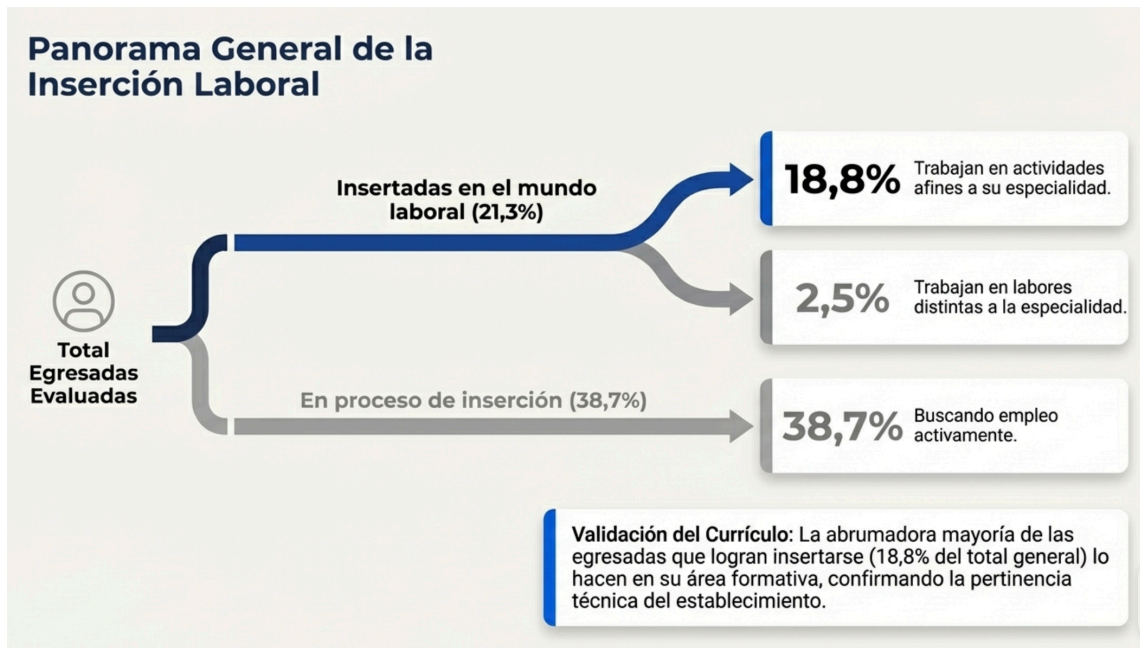 Panorama General de la
Inserción Laboral
Total
Egresadas
Evaluadas
Insertadas en el mundo
laboral (21,3%)
En proceso de inserción (38,7%)
18,8%
Trabajan en actividades
afines a su especialidad.
2,5%
Trabajan en labores
distintas a la especialidad.
38,7%
Buscando empleo
activamente.
Validación del Currículo: La abrumadora mayoría de las
egresadas que logran insertarse (18,8% del total general) lo
hacen en su área formativa, confirmando la pertinencia
técnica del establecimiento.